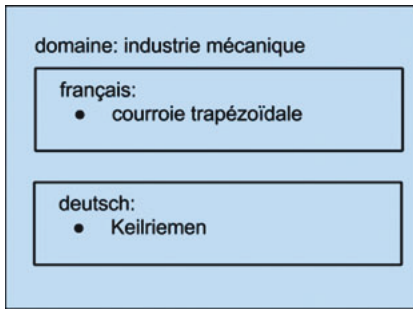 domaine: industrie mécanique
français:
● courroie trapézoïdale
deutsch:
● Keilriemen